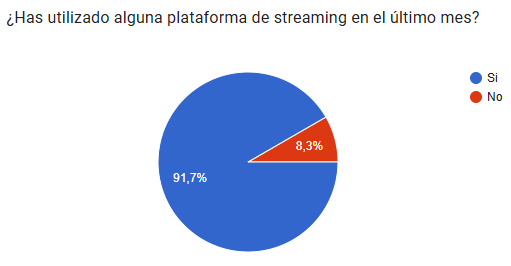 ¿Has utilizado alguna plataforma de streaming en el último mes?
Si
No
8,3%
91,7%